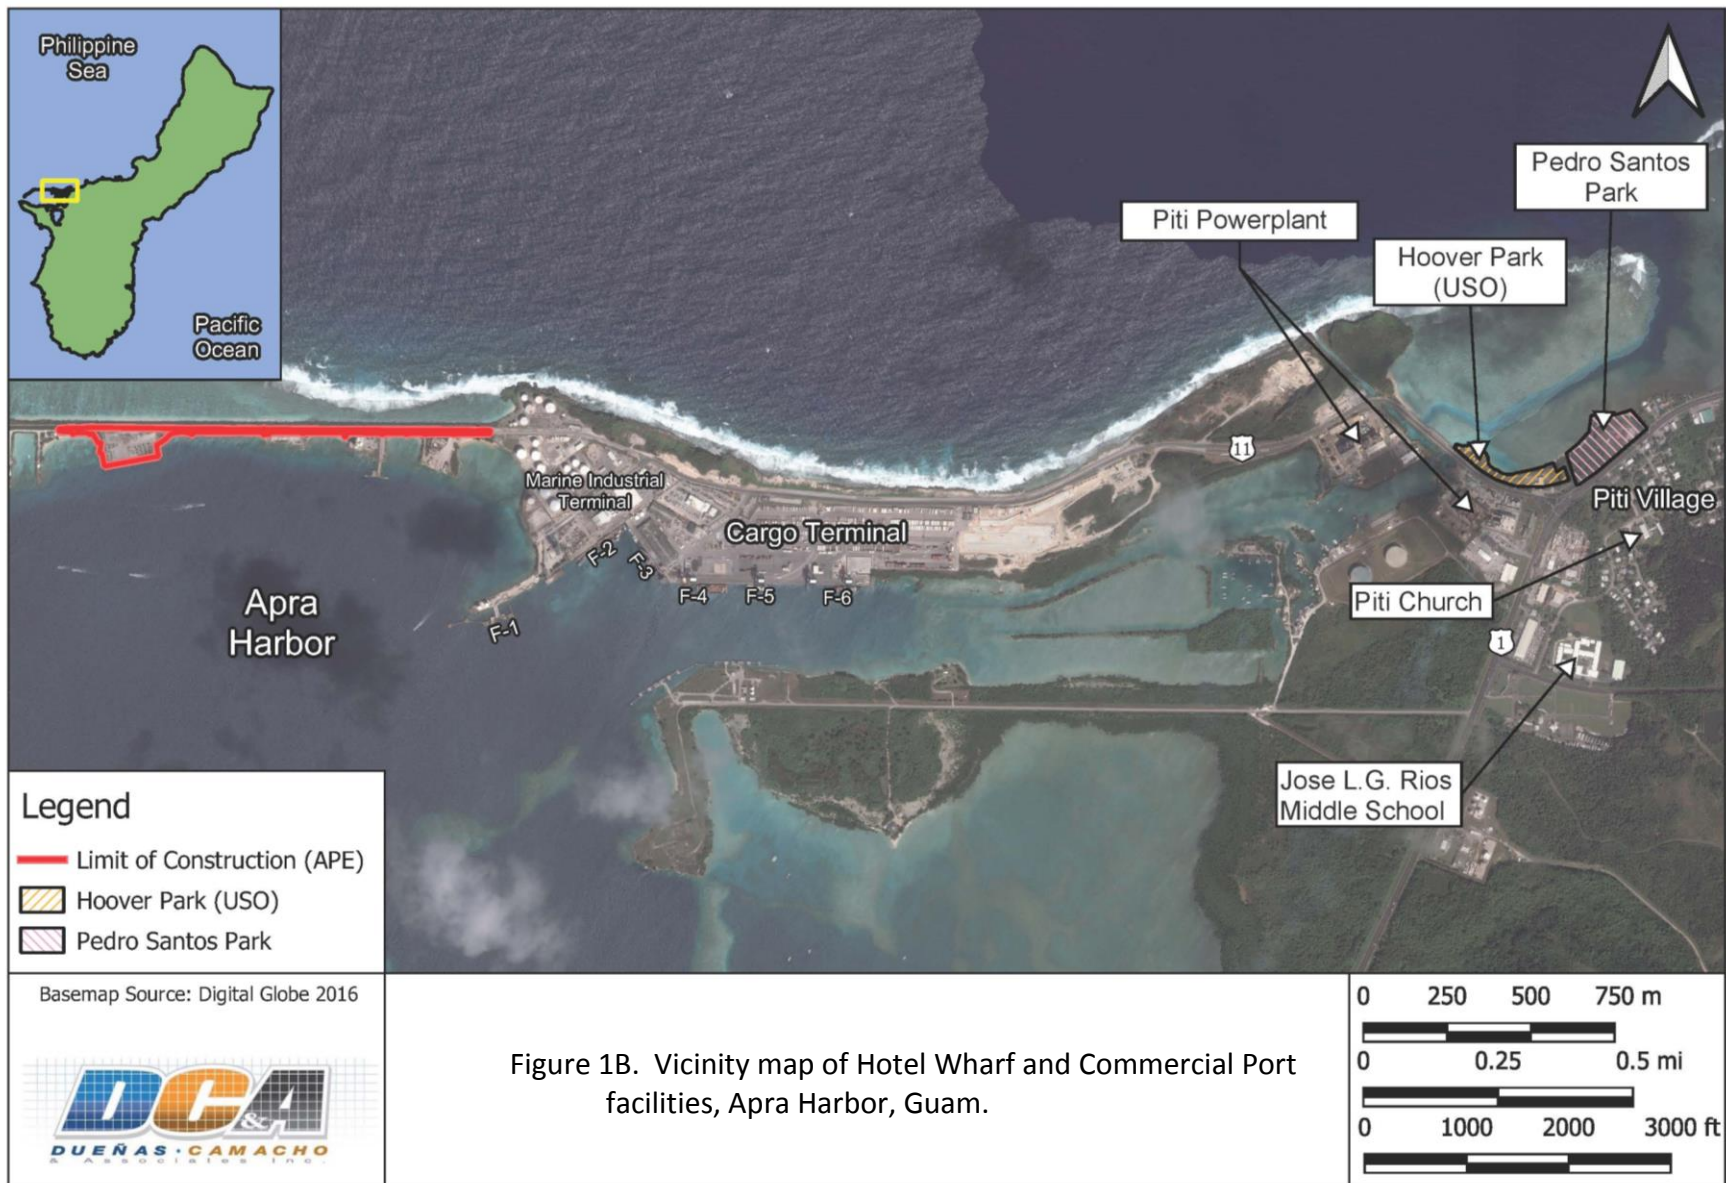 Philippine
Sea
Pacific
Ocean
Pedro Santos
Park
Piti Powerplant
Hoover Park
(USO)
11
Marine Industrial
Terminal
Cargo Terminal
Piti Village
F-1
F-2
F-3
F-4
F-5
F-6
Apra
Harbor
Piti Church
1
Jose L.G. Rios
Middle School
Legend
Limit of Construction (APE)
Hoover Park (USO)
Pedro Santos Park
Basemap Source: Digital Globe 2016
DC&A
DUEÑAS · CAMACHO
& Associates Inc.
Figure 1B. Vicinity map of Hotel Wharf and Commercial Port
facilities, Apra Harbor, Guam.
0 250 500 750 m
0 0.25 0.5 mi
0 1000 2000 3000 ft